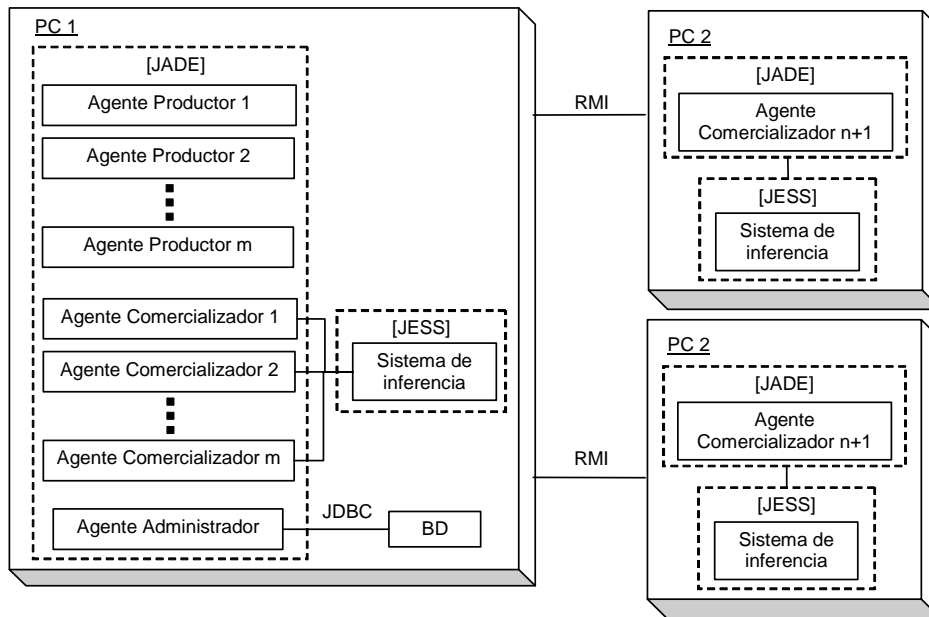 PC 1
[JADE]
Agente Productor 1
Agente Productor 2
Agente Productor m
Agente Comercializador 1
Agente Comercializador 2
Agente Comercializador m
Agente Administrador
[JESS]
Sistema de
inferencia
JDBC
BD
RMI
PC 2
[JADE]
Agente
Comercializador n+1
[JESS]
Sistema de
inferencia
RMI
PC 2
[JADE]
Agente
Comercializador n+1
[JESS]
Sistema de
inferencia